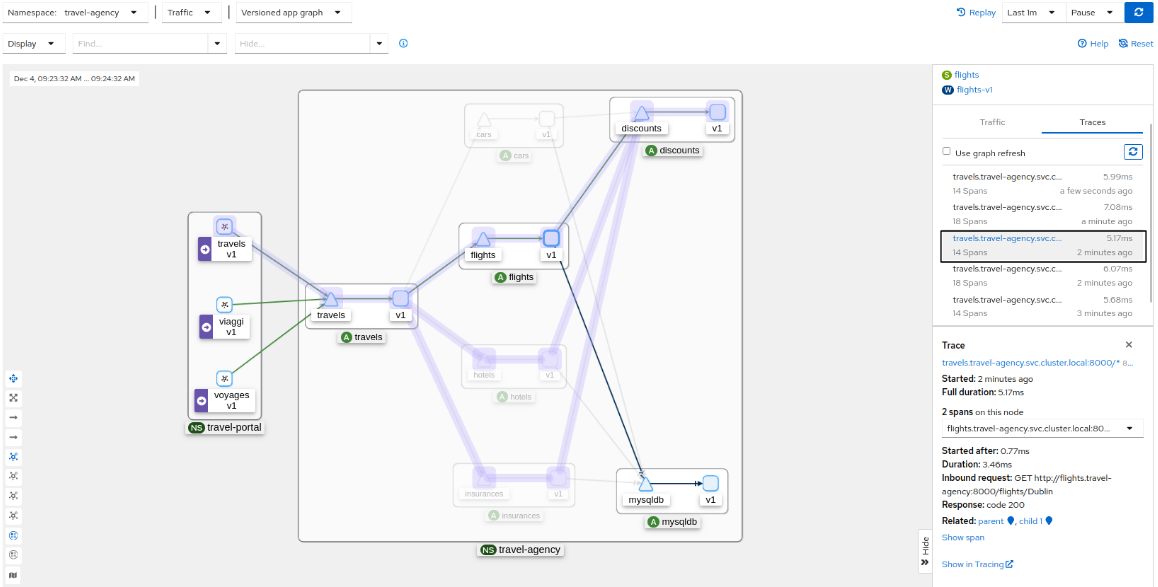 Namespace: travel-agency
Traffic
Versioned app graph
Replay
Last 1m
Pause
Display
Find...
Hide...
Help
Reset
Dec 4, 09:23:32 AM ... 09:24:32 AM
cars
v1
A cars
discounts
v1
A discounts
travels
v1
flights
v1
A flights
viaggi
v1
travels
v1
A travels
hotels
v1
A hotels
voyages
v1
NS travel-portal
insurances
v1
A insurances
mysqldb
v1
A mysqldb
NS travel-agency
Hide
S flights
W flights-v1
Traffic
Traces
Use graph refresh
travels.travel-agency.svc.c... 5.99ms
14 Spans a few seconds ago
travels.travel-agency.svc.c... 7.08ms
18 Spans a minute ago
travels.travel-agency.svc.c... 5.17ms
14 Spans 2 minutes ago
travels.travel-agency.svc.c... 6.07ms
18 Spans 2 minutes ago
travels.travel-agency.svc.c... 5.68ms
14 Spans 3 minutes ago
Trace
travels.travel-agency.svc.cluster.local:8000/* 8...
Started: 2 minutes ago
Full duration: 5.17ms
2 spans on this node
flights.travel-agency.svc.cluster.local:80...
Started after: 0.77ms
Duration: 3.46ms
Inbound request: GET http://flights.travel-
agency:8000/flights/Dublin
Response: code 200
Related: parent , child 1
Show span
Show in Tracing